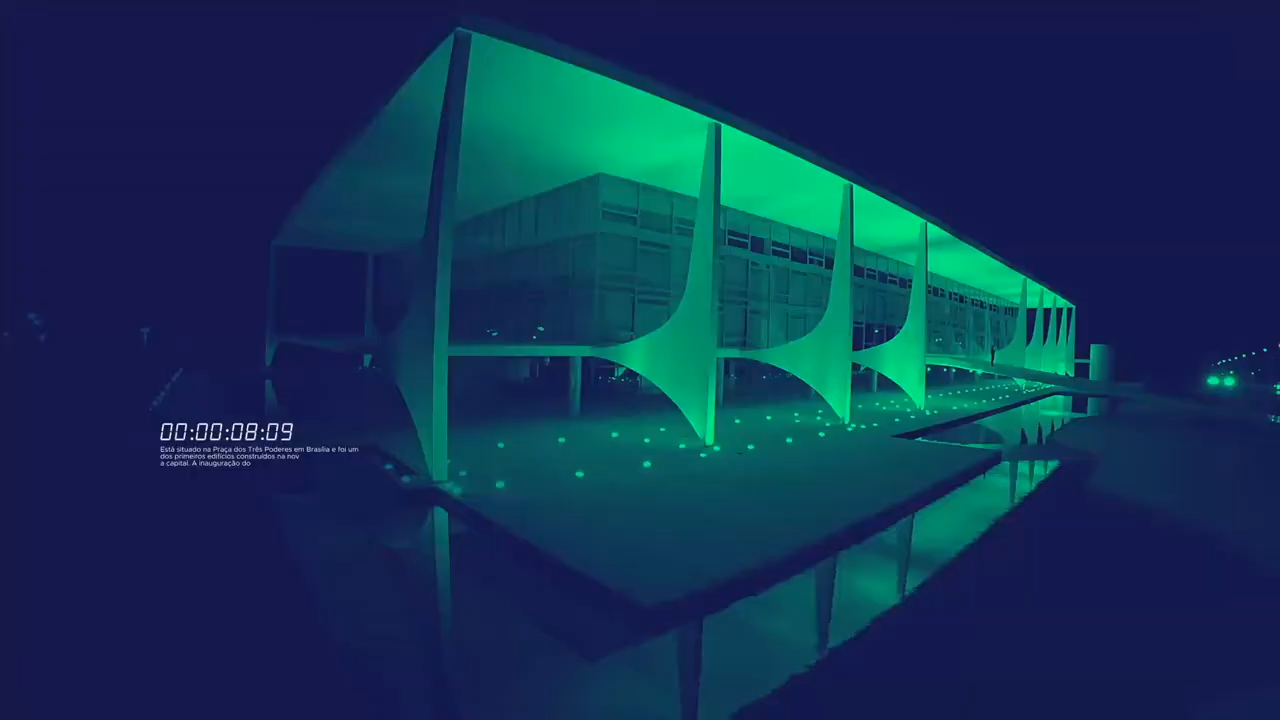 00:00:08:09
Está situado na Praça dos Três Poderes em Brasília e foi um
dos primeiros edifícios construídos na nov
a capital. A inauguração do